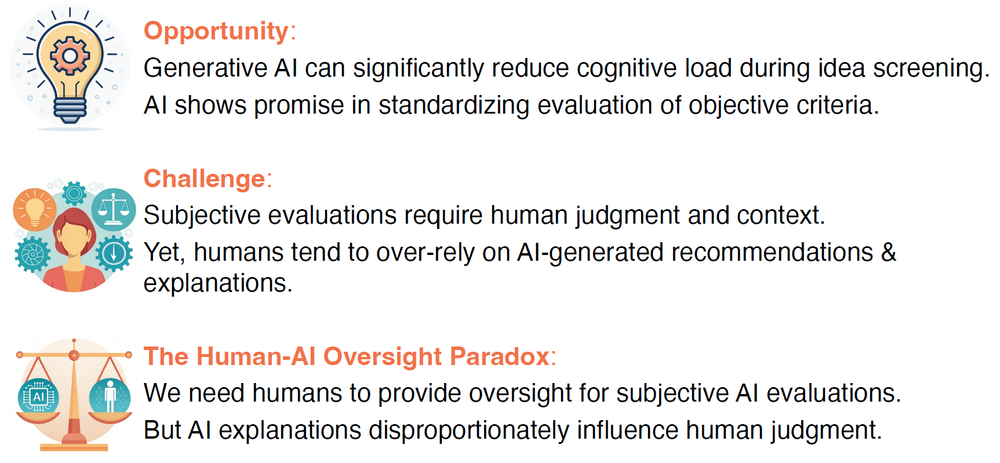 Opportunity:
Generative AI can significantly reduce cognitive load during idea screening.
AI shows promise in standardizing evaluation of objective criteria.
Challenge:
Subjective evaluations require human judgment and context.
Yet, humans tend to over-rely on AI-generated recommendations &
explanations.
The Human-AI Oversight Paradox:
AI
We need humans to provide oversight for subjective AI evaluations.
But AI explanations disproportionately influence human judgment.